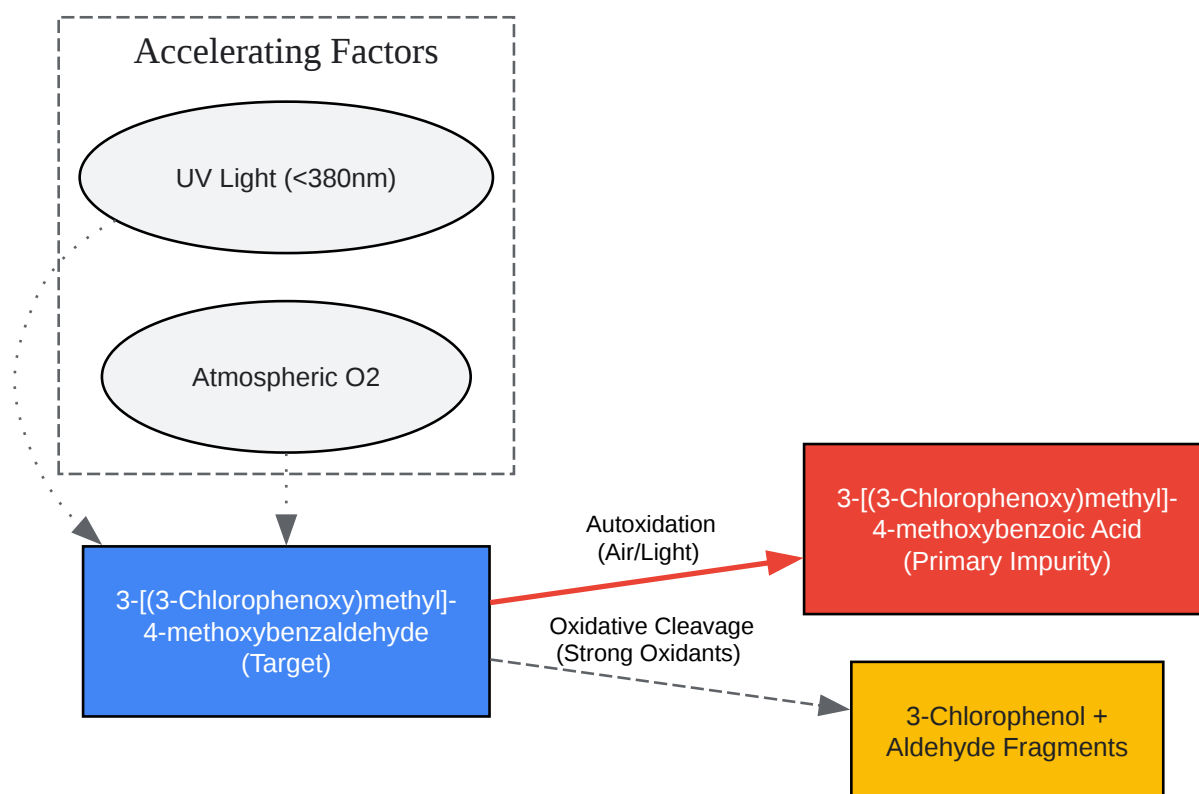 Accelerating Factors
UV Light (<380nm)
Atmospheric O2
Autoxidation
(Air/Light)
3-[(3-Chlorophenoxy)methyl]-
4-methoxybenzoic Acid
(Primary Impurity)
3-[(3-Chlorophenoxy)methyl]-
4-methoxybenzaldehyde
(Target)
Oxidative Cleavage
(Strong Oxidants)
3-Chlorophenol +
Aldehyde Fragments